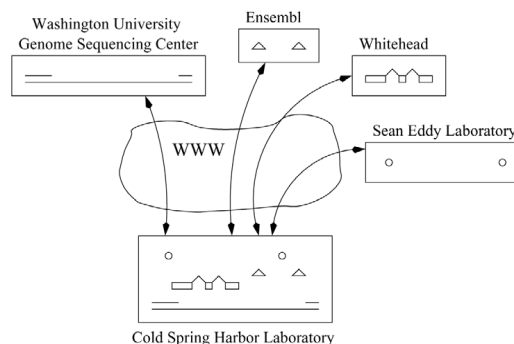 Washington University
Genome Sequencing Center
Ensembl
Whitehead
Sean Eddy Laboratory
WWW
Cold Spring Harbor Laboratory